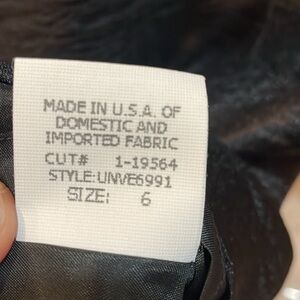 MADE IN U.S.A. OF
DOMESTIC AND
IMPORTED FABRIC
CUT# 1-19564
STYLE:UNVE6991
SIZE: 6